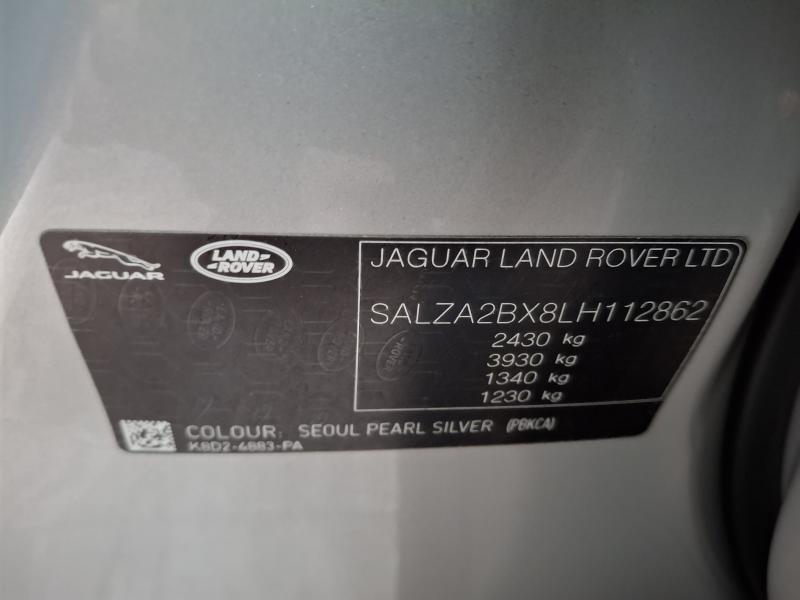 JAGUAR
LAND-
-ROVER
JAGUAR LAND ROVER LTD
SALZA2BX8LH112862
2430 kg
3930 kg
1340 kg
1230 kg
COLOUR: SEOUL PEARL SILVER (PBKCA)
K8D2-4883-PA